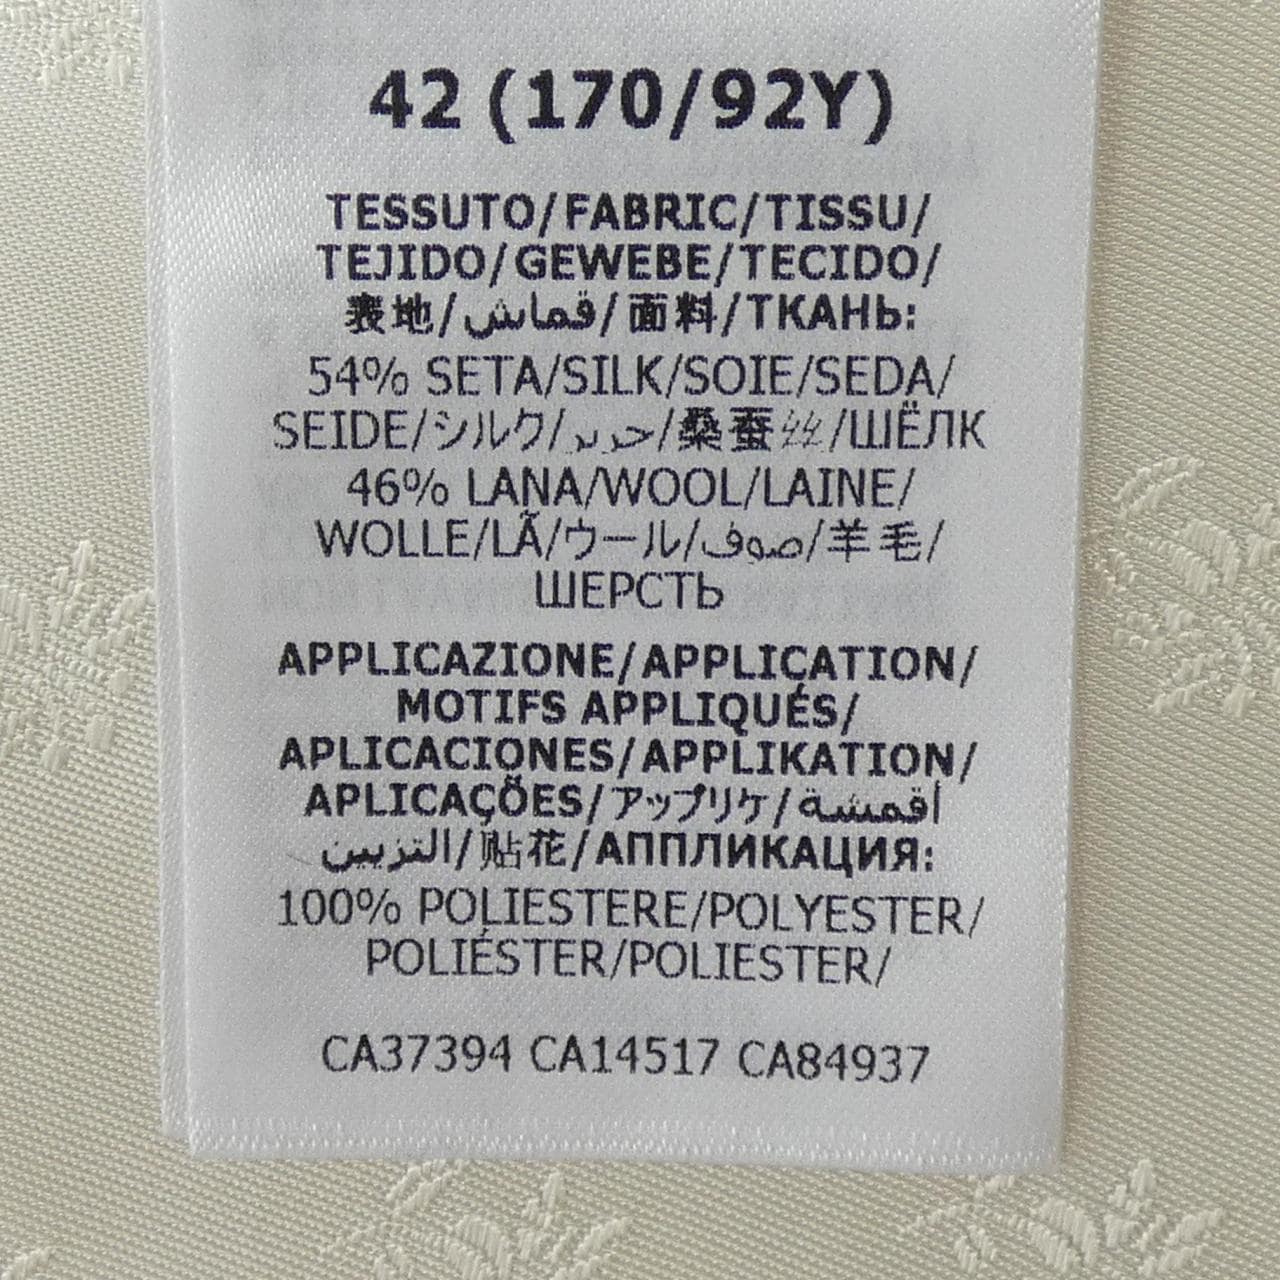 42 (170/92Y)
TESSUTO/FABRIC/TISSU/
TEJIDO/GEWEBE/TECIDO/
表地/قماش/面料/ТКАНЬ:
54% SETA/SILK/SOIE/SEDA/
SEIDE/シルク/حرير/桑蚕丝/ШЁЛК
46% LANA/WOOL/LAINE/
WOLLE/LÃ/ウール/صوف/羊毛/
ШЕРСТЬ
APPLICAZIONE/APPLICATION/
MOTIFS APPLIQUÉS/
APLICACIONES/APPLIKATION/
APLICAÇÕES/アップリケ/أقمشة
التزيين/贴花/АППЛИКАЦИЯ:
100% POLIESTERE/POLYESTER/
POLIÉSTER/POLIESTER/
CA37394 CA14517 CA84937